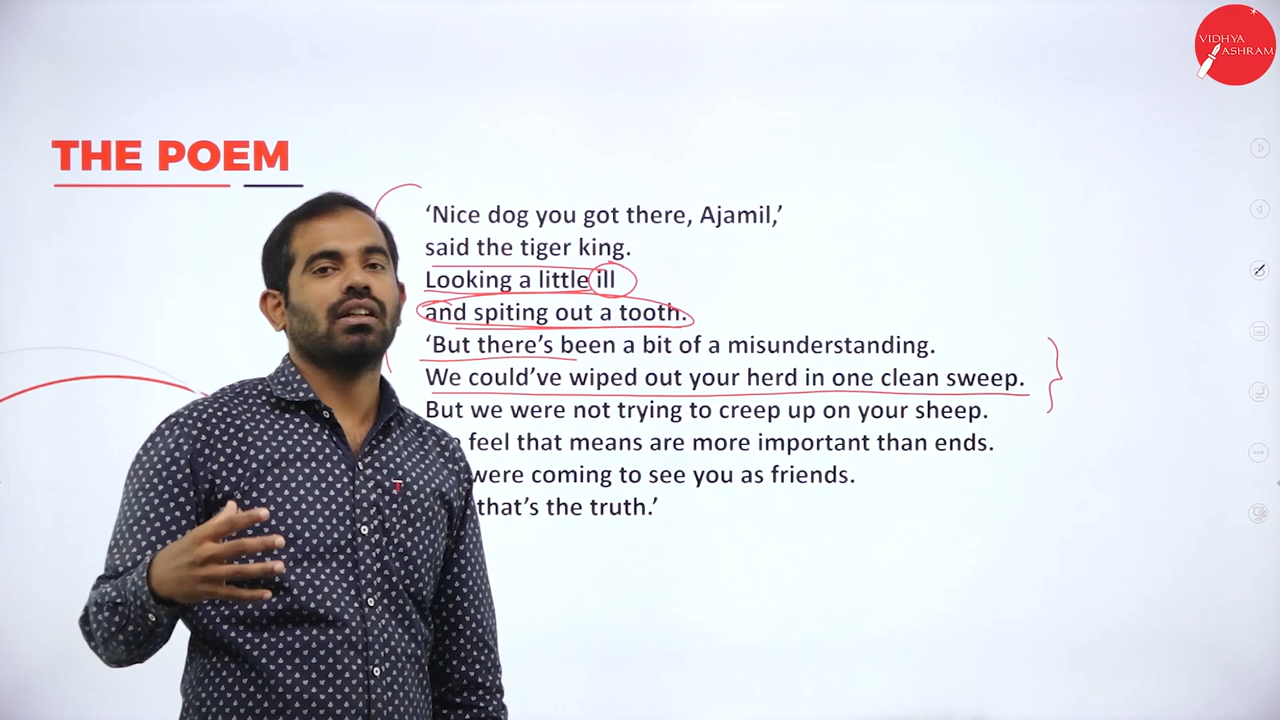 VIDHYA
ASHRAM
THE POEM
‘Nice dog you got there, Ajamil,’
said the tiger king.
Looking a little ill
and spiting out a tooth.
‘But there’s been a bit of a misunderstanding.
We could’ve wiped out your herd in one clean sweep.
But we were not trying to creep up on your sheep.
feel that means are more important than ends.
were coming to see you as friends.
that’s the truth.’